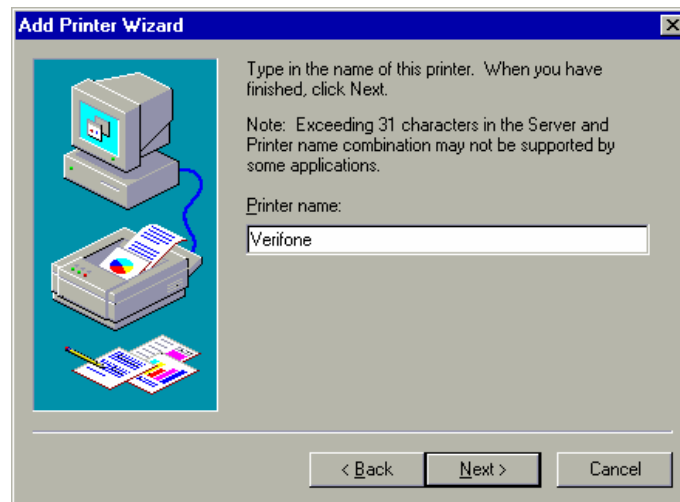 Add Printer Wizard
Type in the name of this printer.  When you have
finished, click Next.
Note:  Exceeding 31 characters in the Server and
Printer name combination may not be supported by
some applications.
Printer name:
Verifone
< Back
Next >
Cancel